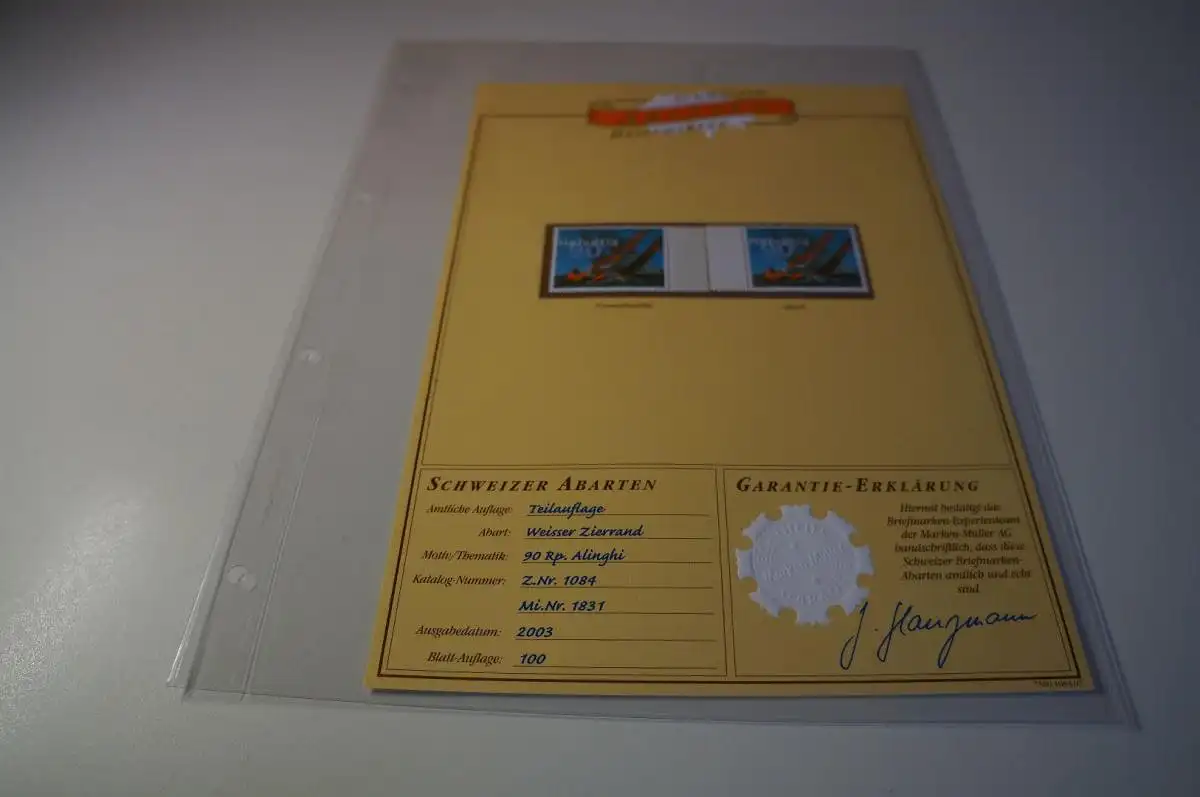 Helvetia
Helvetia
SCHWEIZER ABARTEN
Amtliche Auflage: Teilauflage
Abart: Weisser Zierrand
Motiv/Thematik: 90 Rp. Alinghi
Katalog-Nummer: Z.Nr. 1084
Mi.Nr. 1831
Ausgabedatum: 2003
Blatt-Auflage: 100
GARANTIE-ERKLÄRUNG
Hiermit bestätigt das
Briefmarken-Expertenteam
der Marken-Müller AG
handschriftlich, dass diese
Schweizer Briefmarken-
Abarten amtlich und echt
sind.